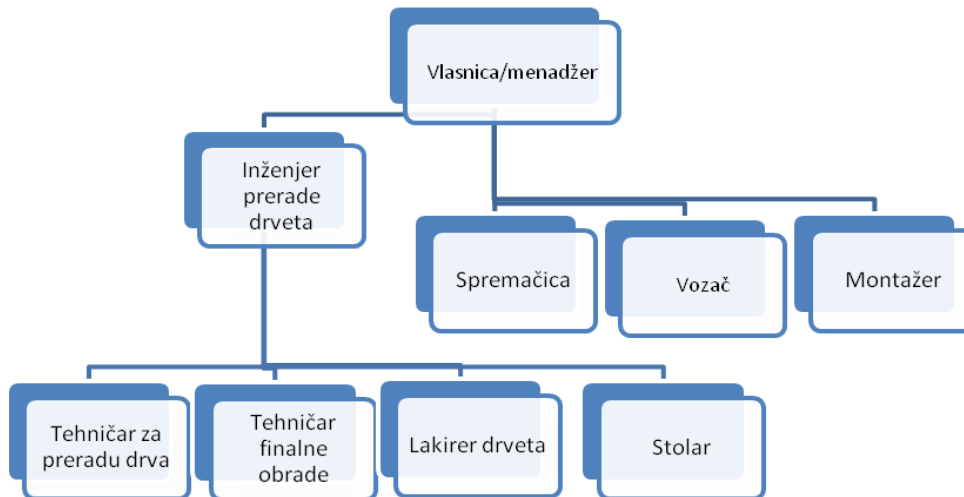 Vlasnica/menadžer
Inženjer
prerade
drveta
Spremačica
Vozač
Montažer
Tehničar za
preradu drva
Tehničar
finalne
obrade
Lakirer drveta
Stolar